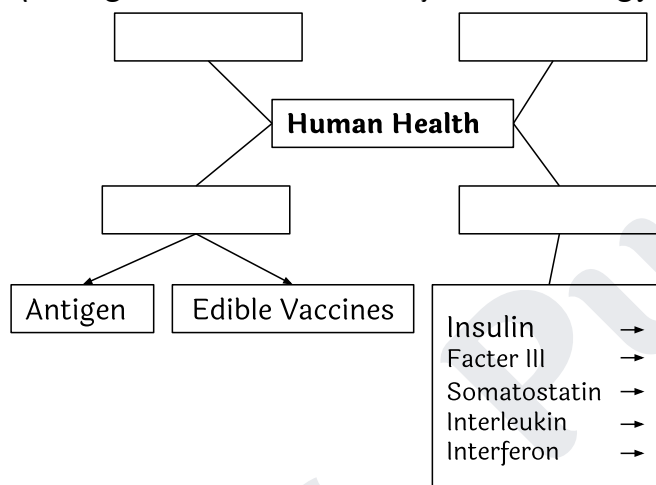 Human Health
Antigen
Edible Vaccines
Insulin →
Facter III →
Somatostatin →
Interleukin →
Interferon →